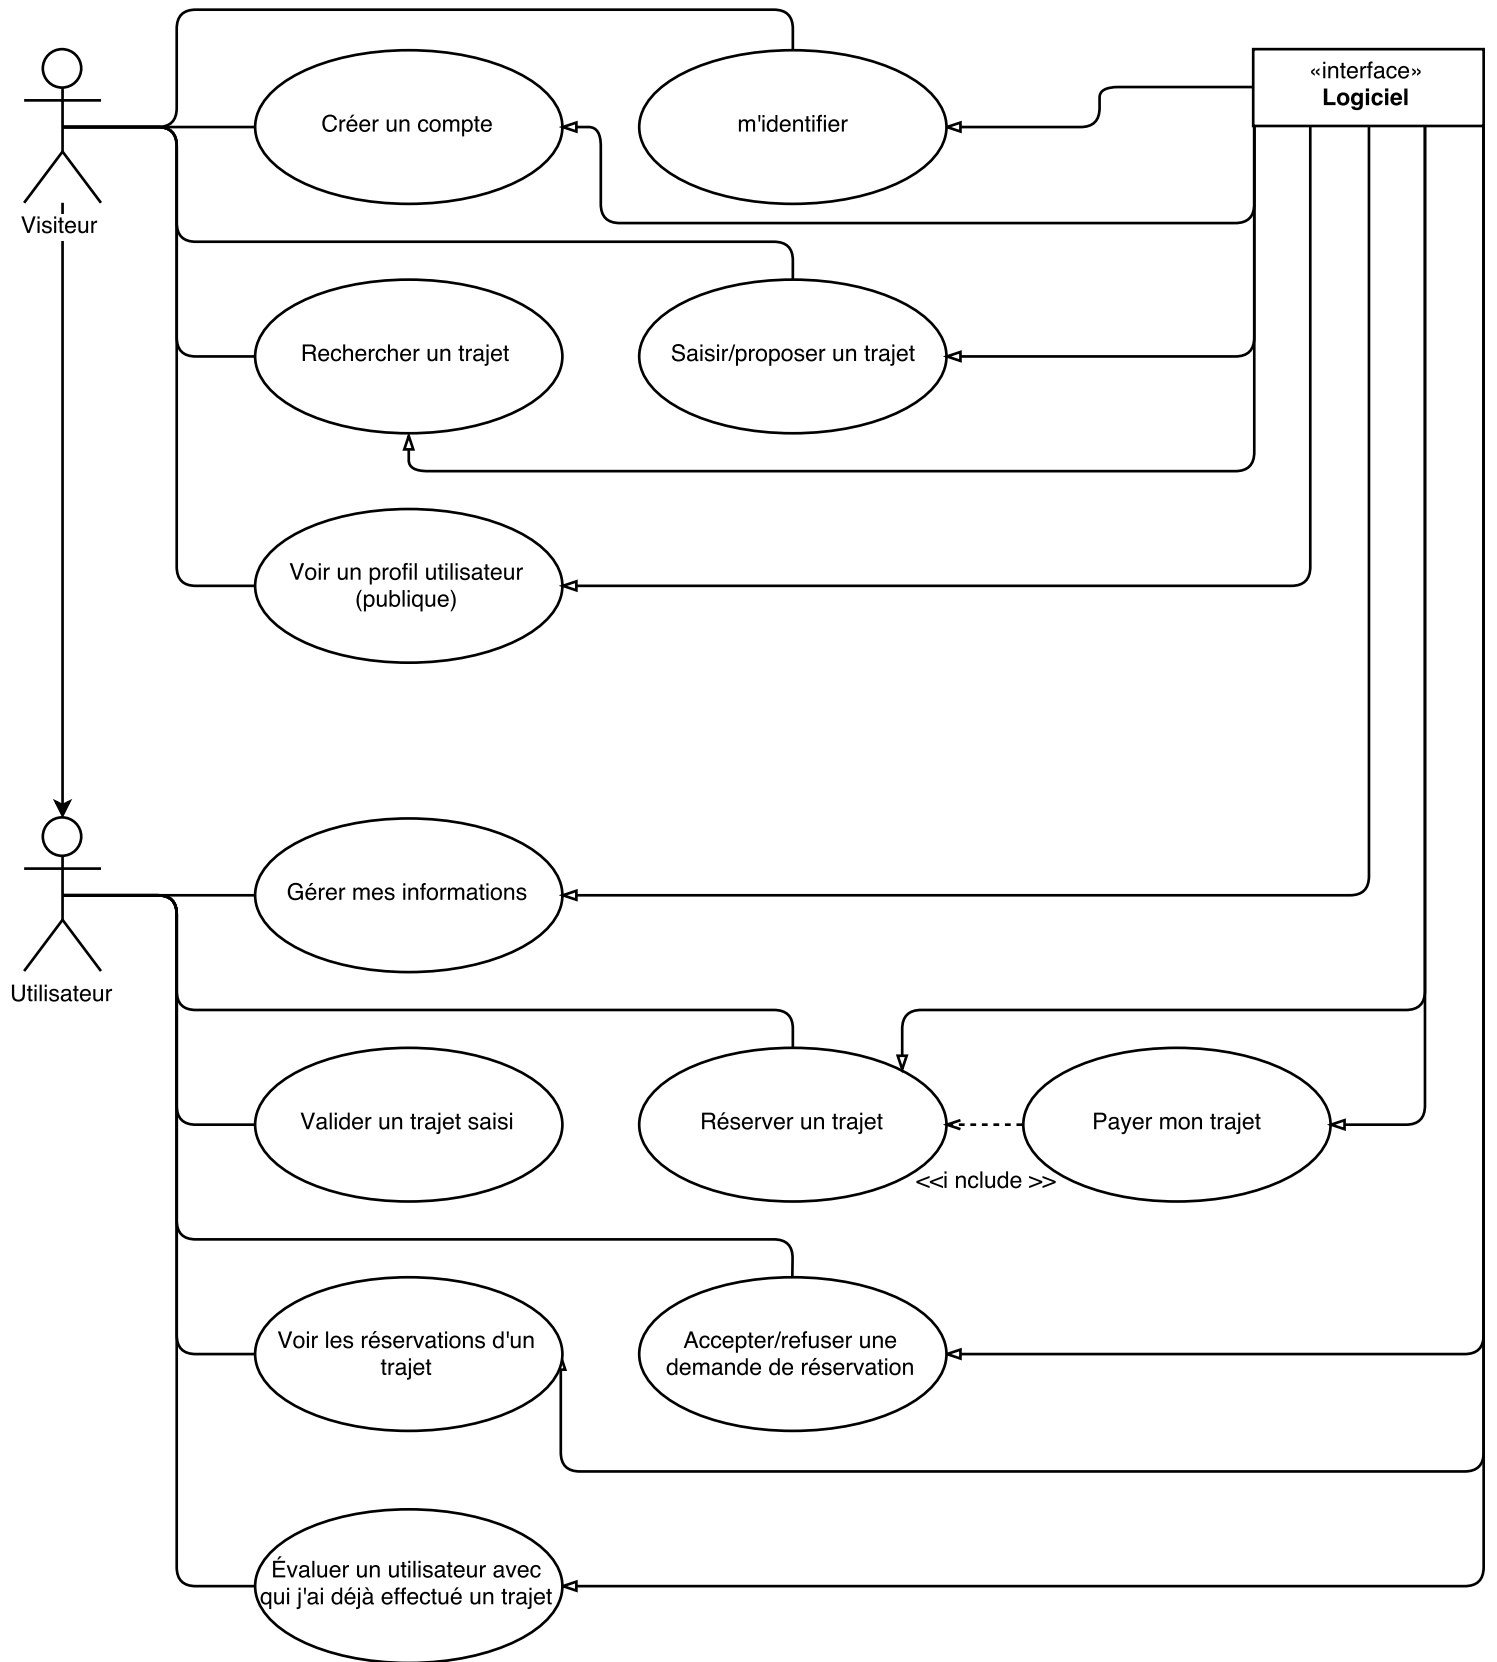 «interface»
Logiciel
Créer un compte
m'identifier
Visiteur
Rechercher un trajet
Saisir/proposer un trajet
Voir un profil utilisateur
(publique)
Gérer mes informations
Utilisateur
Valider un trajet saisi
Réserver un trajet
Payer mon trajet
<<i nclude >>
Voir les réservations d'un
trajet
Accepter/refuser une
demande de réservation
Évaluer un utilisateur avec
qui j'ai déjà effectué un trajet